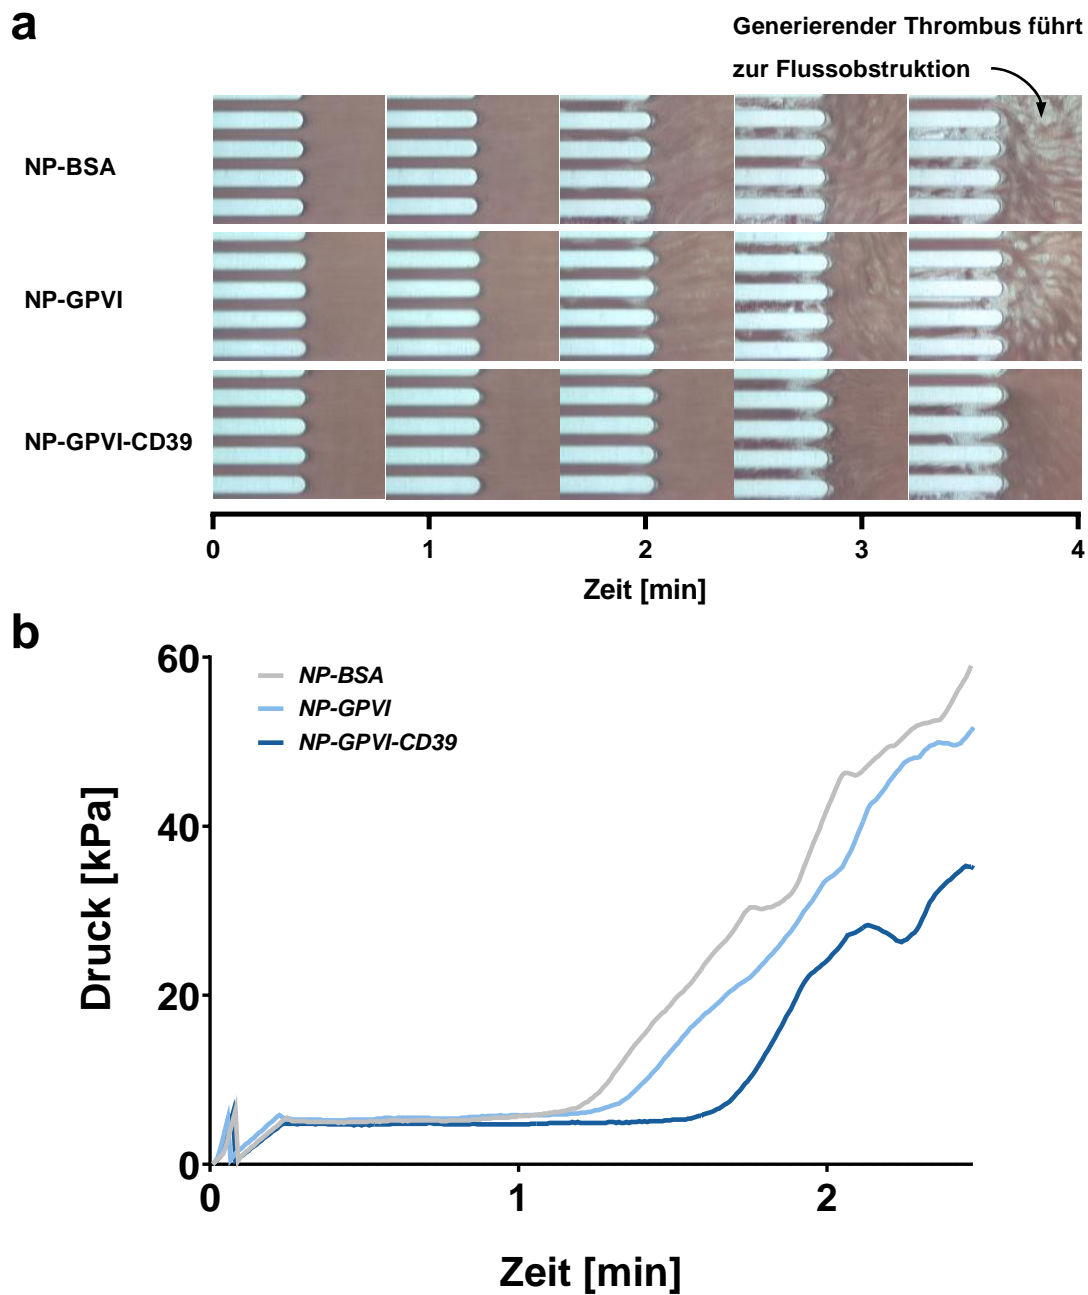 a
Generierender Thrombus führt
zur Flussobstruktion
NP-BSA
NP-GPVI
NP-GPVI-CD39
0 1 2 3 4
Zeit [min]
b
60
40
20
0
Druck [kPa]
NP-BSA
NP-GPVI
NP-GPVI-CD39
0 1 2
Zeit [min]